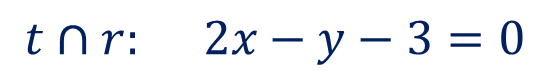 t ∩ r: 2x − y − 3 = 0